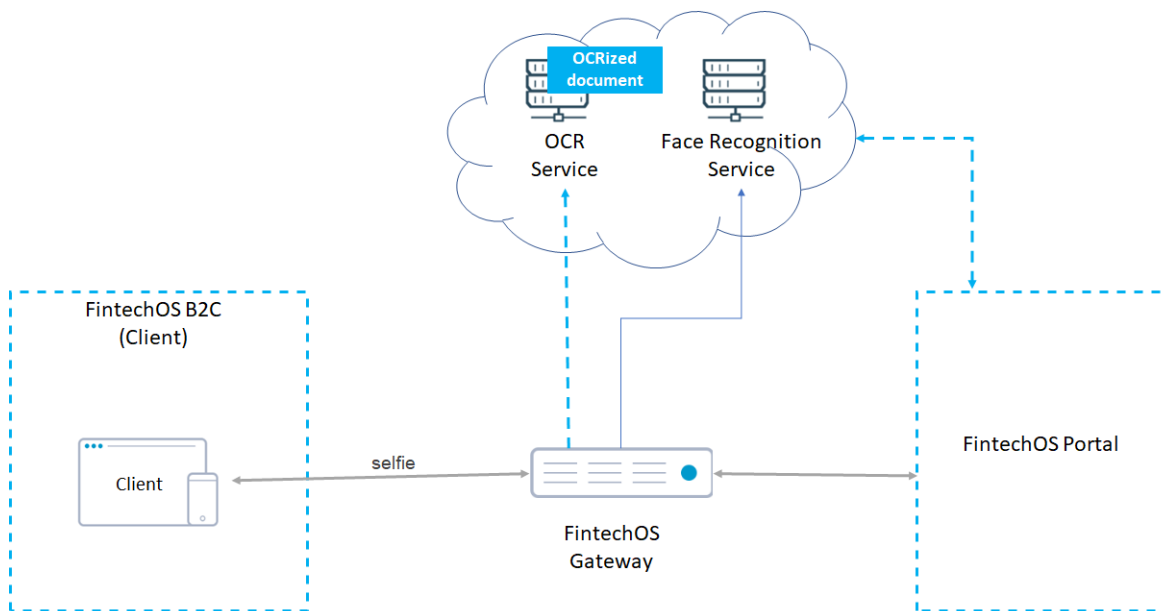 OCRized
document
OCR
Service
Face Recognition
Service
FintechOS B2C
(Client)
Client
selfie
FintechOS
Gateway
FintechOS Portal